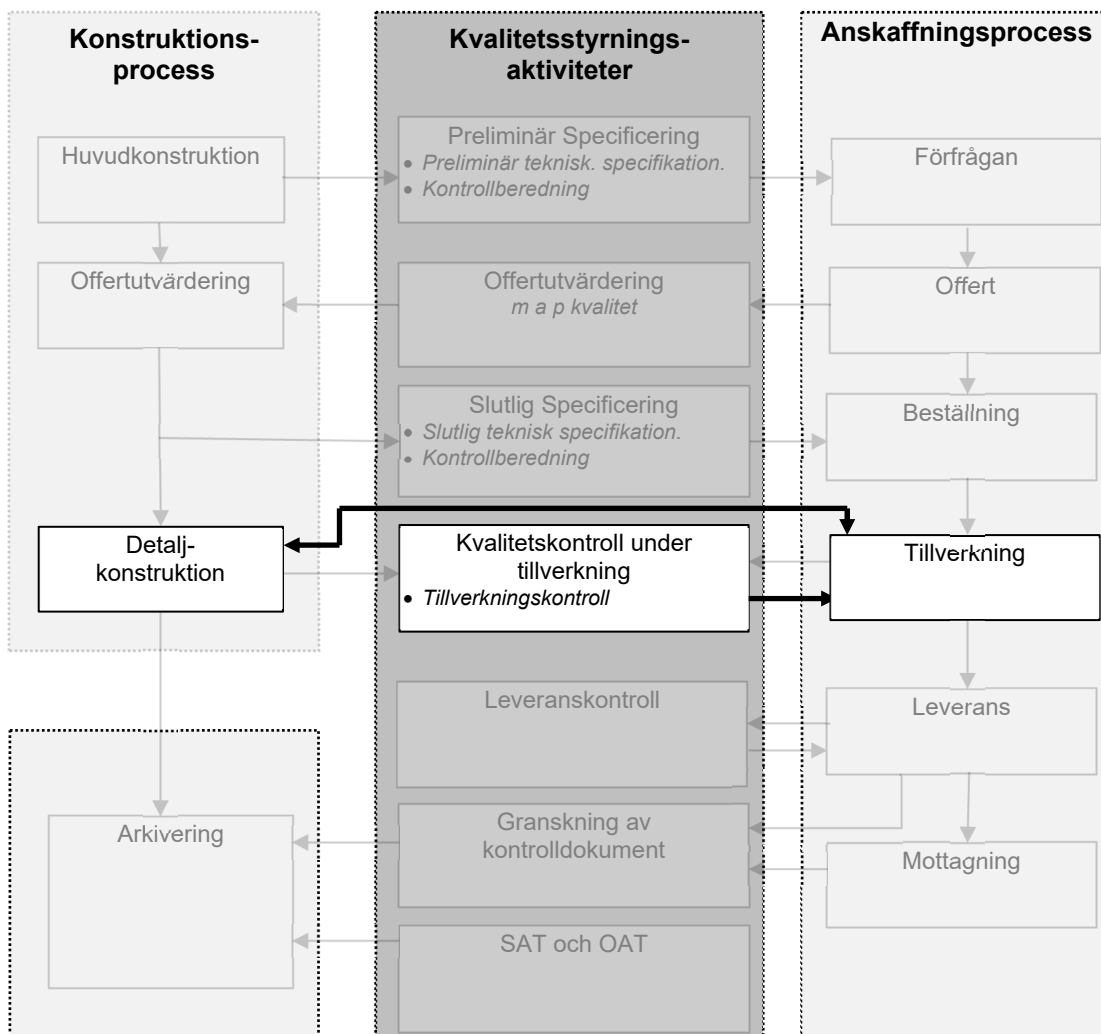 Konstruktions-
process
Kvalitetsstyrnings-
aktiviteter
Anskaffningsprocess
Huvudkonstruktion
Preliminär Specificering
• Preliminär teknisk. specifikation.
• Kontrollberedning
Förfrågan
Offertutvärdering
Offertutvärdering
m a p kvalitet
Offert
Slutlig Specificering
• Slutlig teknisk specifikation.
• Kontrollberedning
Beställning
Detalj-
konstruktion
Kvalitetskontroll under
tillverkning
• Tillverkningskontroll
Tillverkning
Leveranskontroll
Leverans
Arkivering
Granskning av
kontrolldokument
Mottagning
SAT och OAT